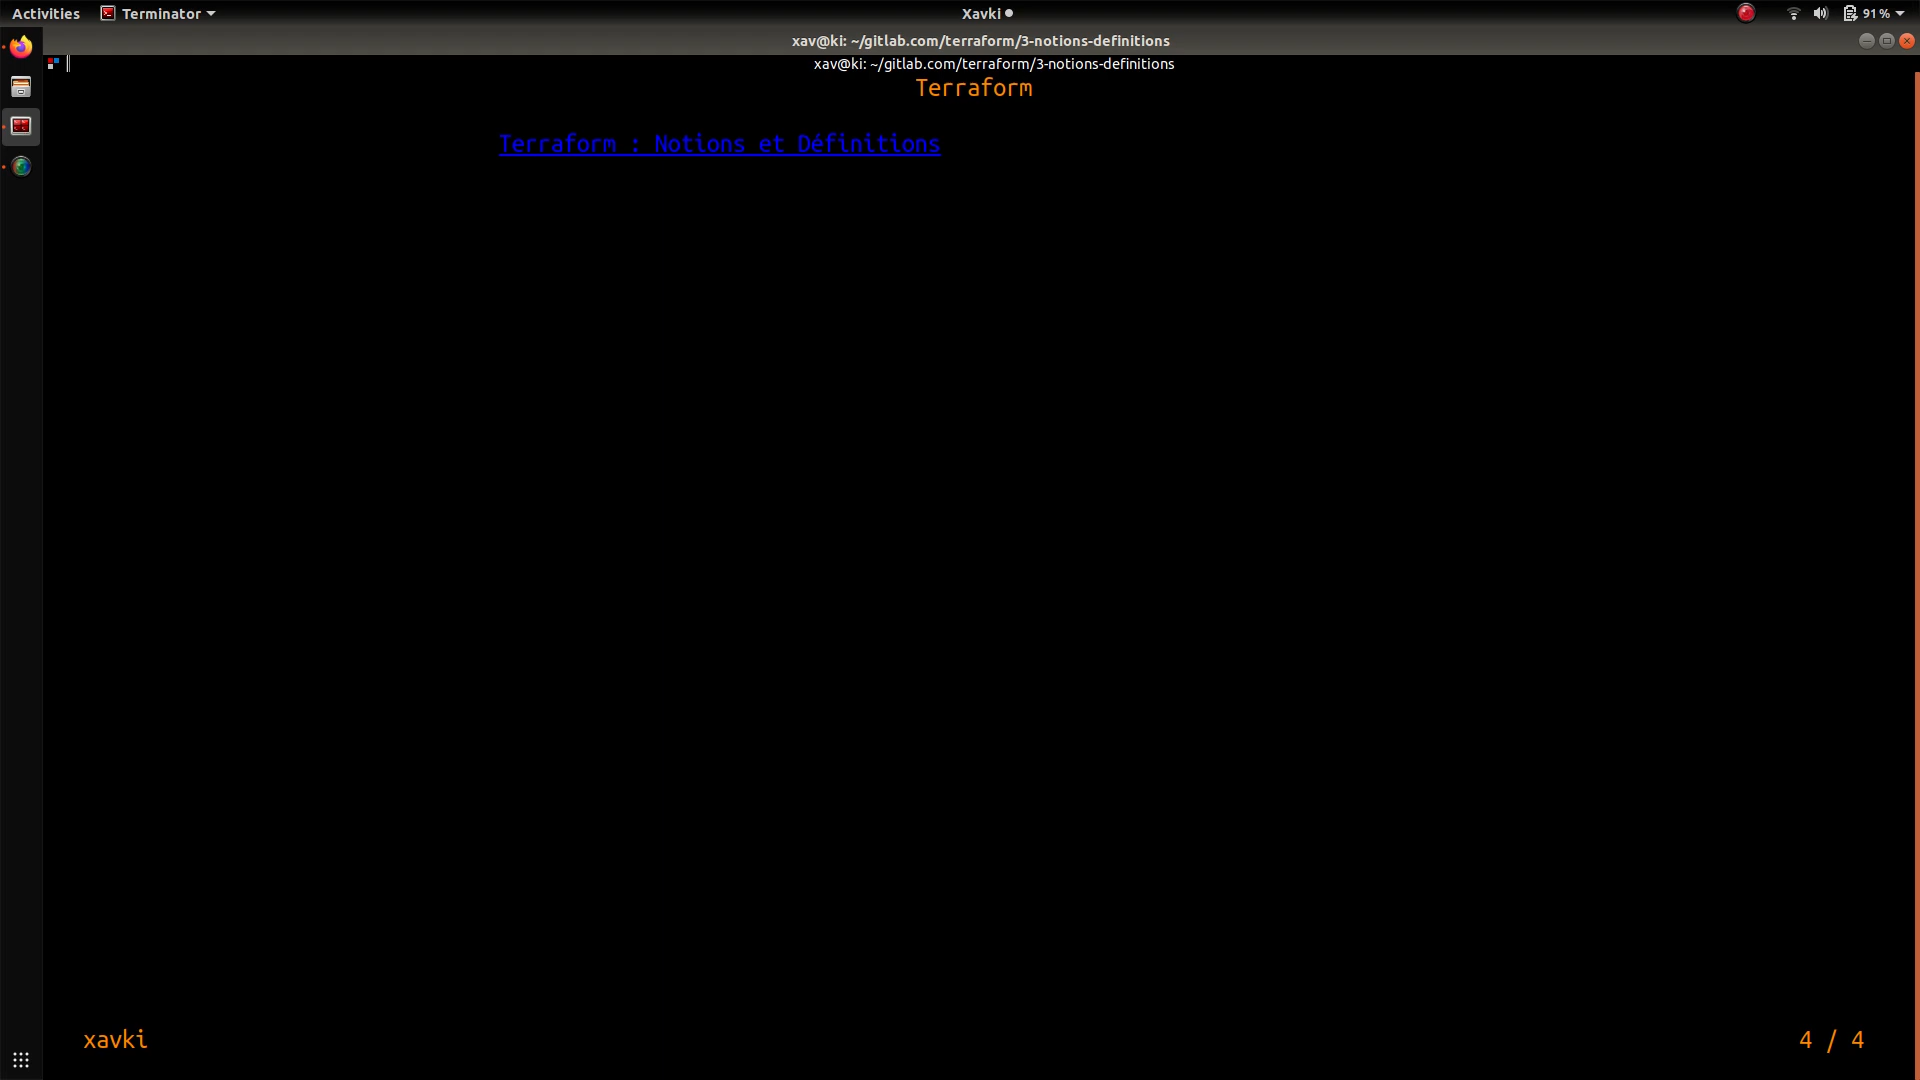 Activities Terminator Xavki 91%
xav@ki: ~/gitlab.com/terraform/3-notions-definitions
xav@ki: ~/gitlab.com/terraform/3-notions-definitions
Terraform
Terraform : Notions et Définitions
xavki 4 / 4